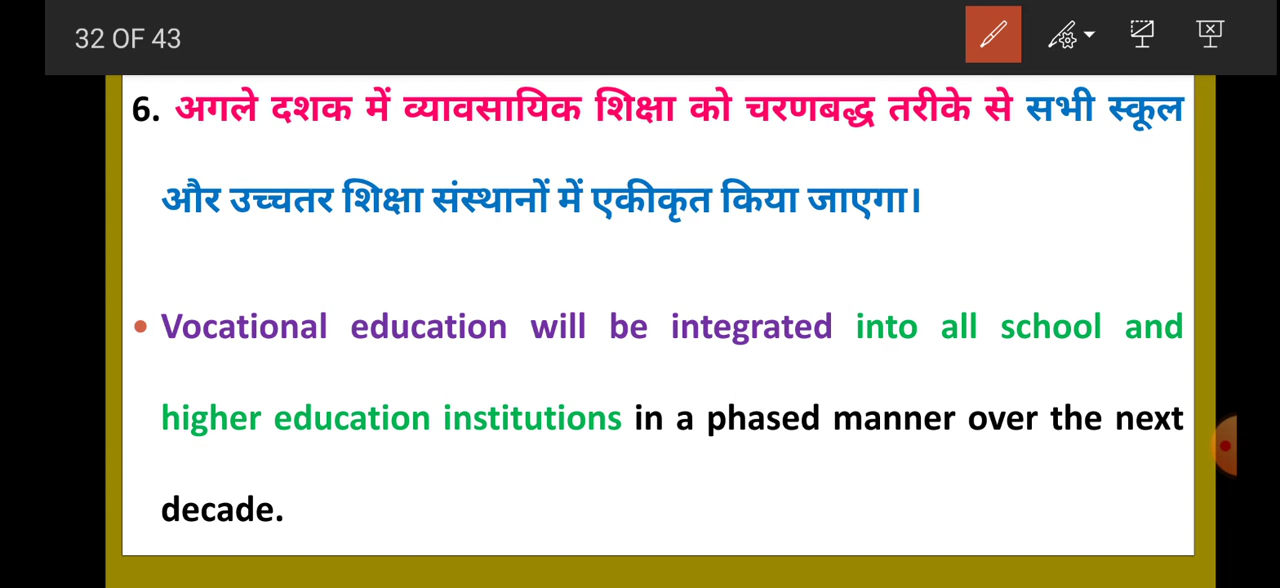 32 OF 43
6. अगले दशक में व्यावसायिक शिक्षा को चरणबद्ध तरीके से सभी स्कूल
और उच्चतर शिक्षा संस्थानों में एकीकृत किया जाएगा।
• Vocational education will be integrated into all school and
higher education institutions in a phased manner over the next
decade.